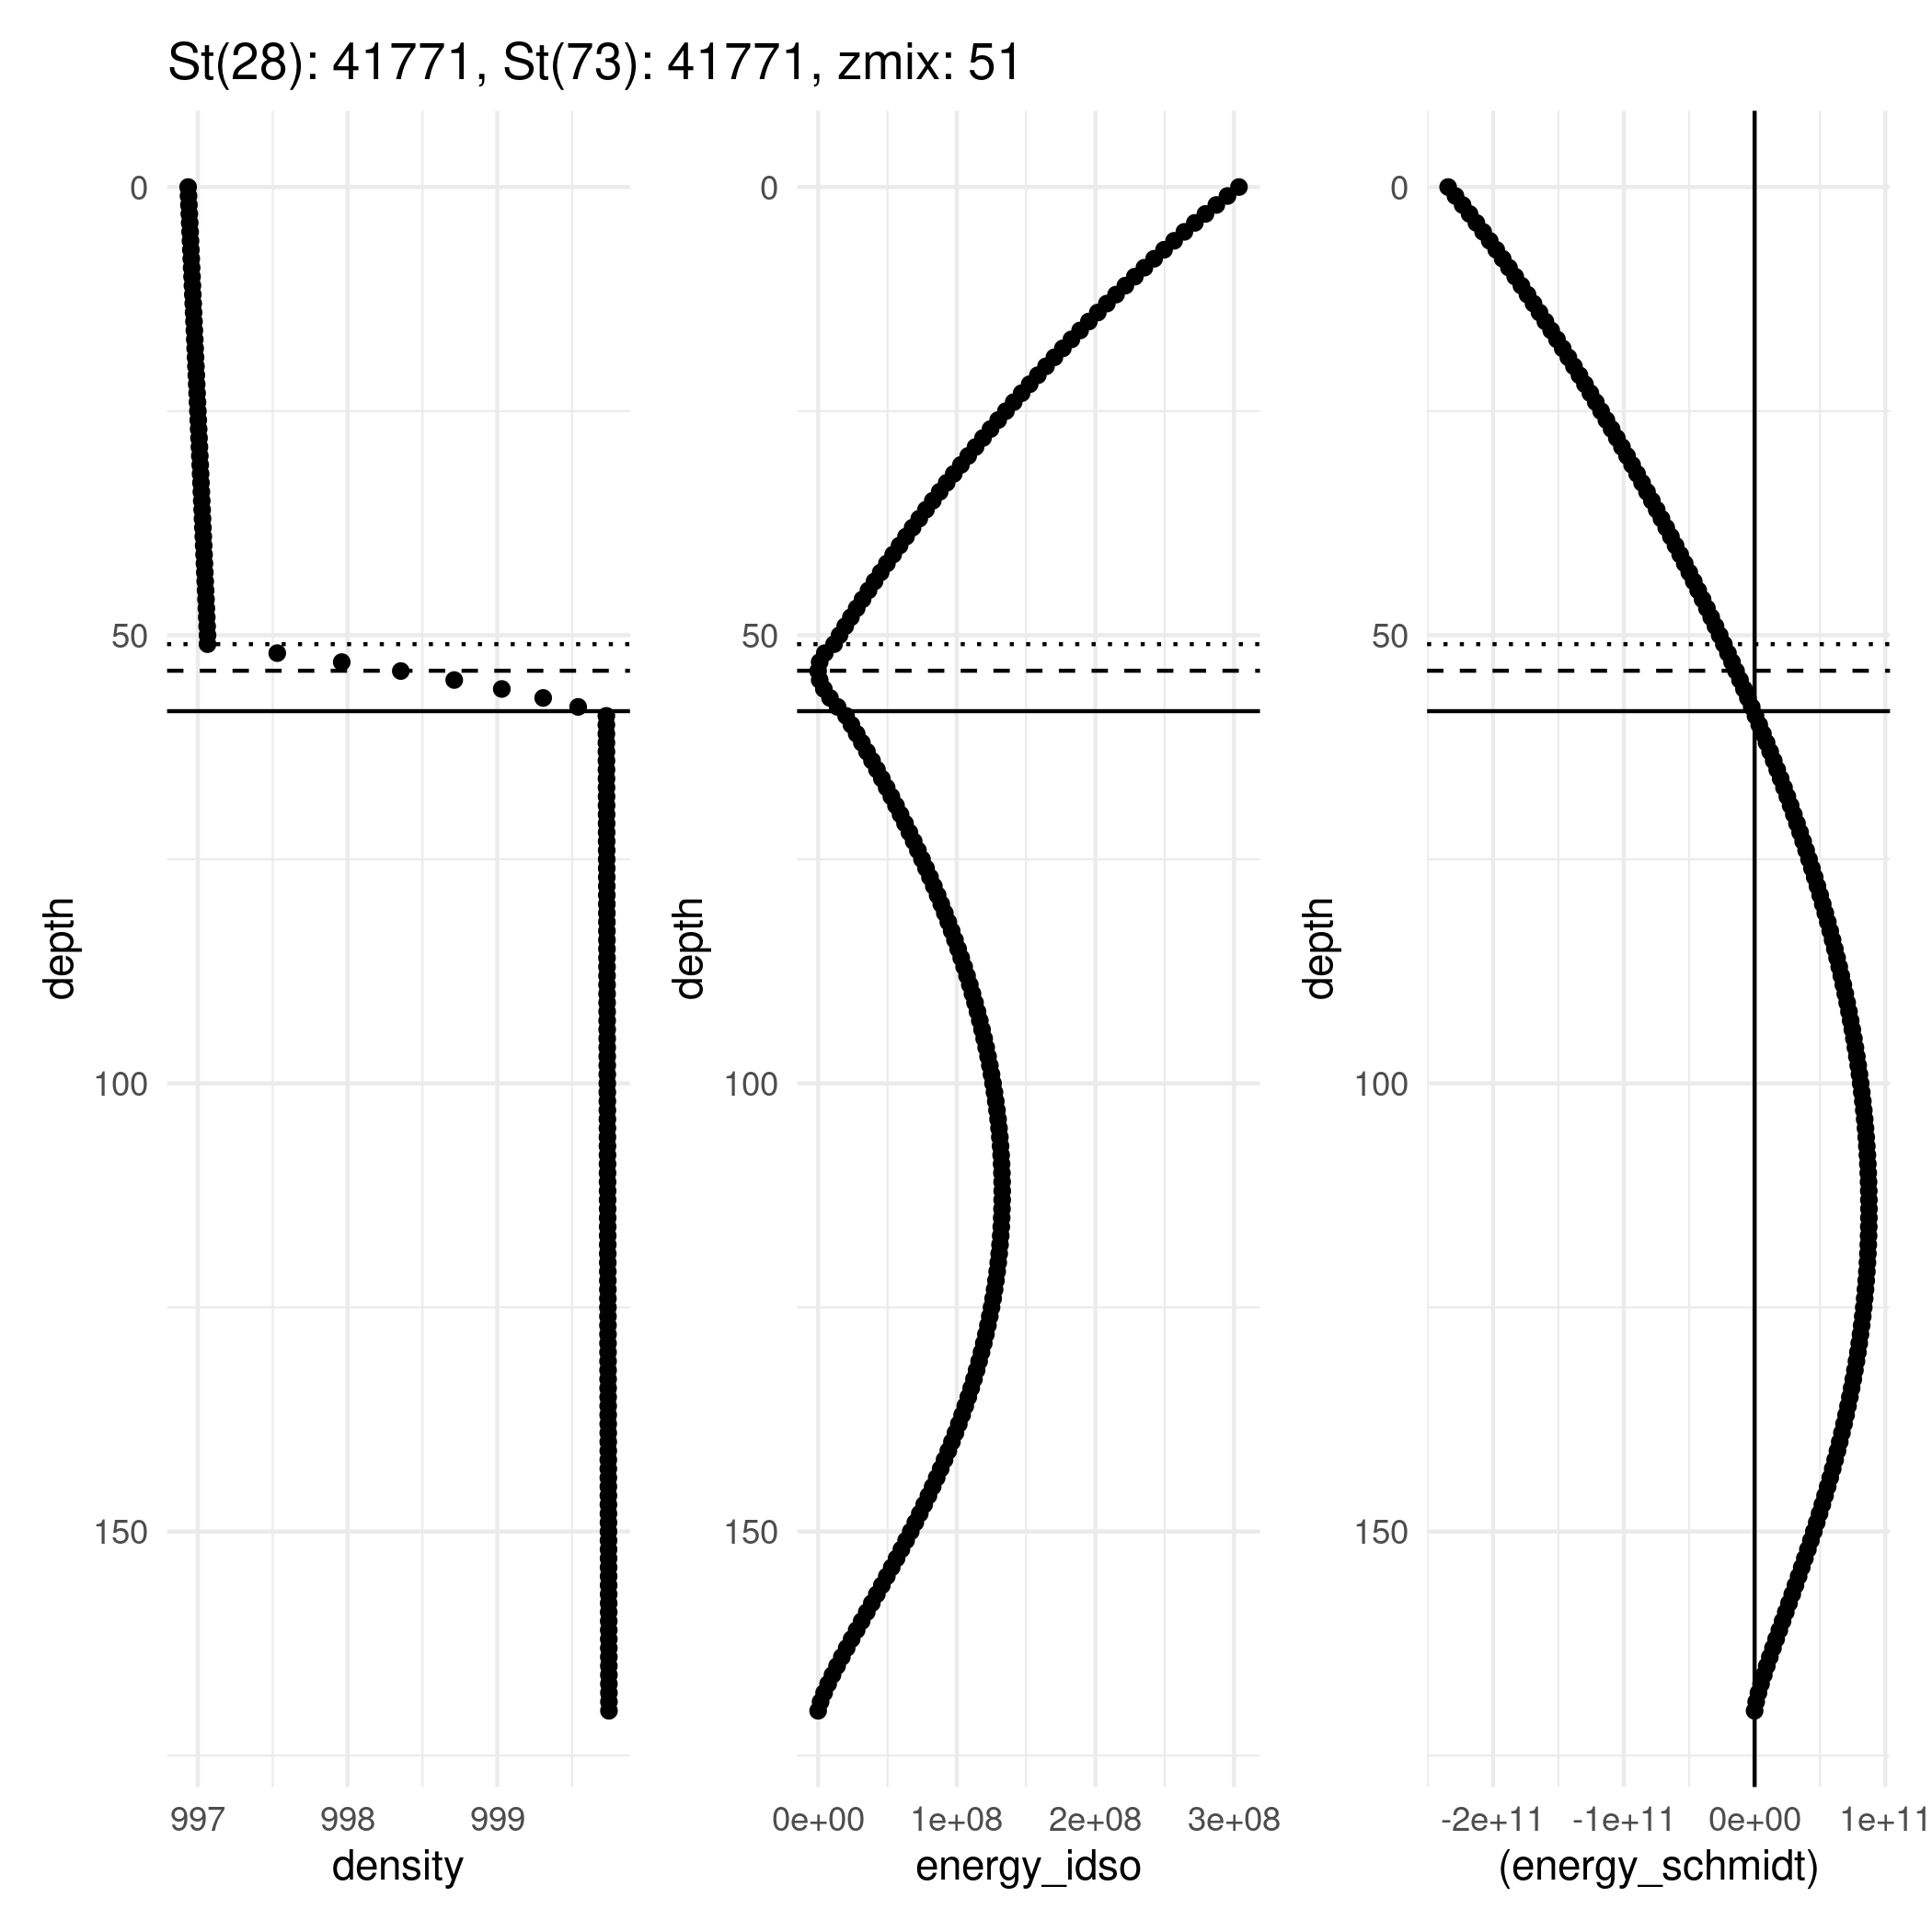 St(28): 41771, St(73): 41771, zmix: 51
0
50
100
150
depth
997 998 999
density
0
50
100
150
depth
0e+00 1e+08 2e+08 3e+08
energy_idso
0
50
100
150
depth
-2e+11 -1e+11 0e+00 1e+11
(energy_schmidt)